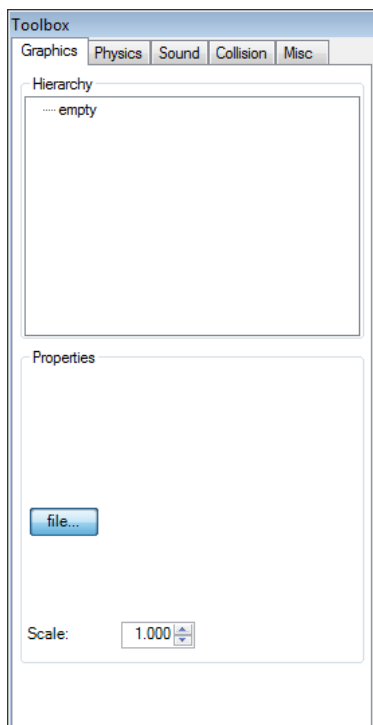 Toolbox
Graphics Physics Sound Collision Misc
Hierarchy
empty
Properties
file...
Scale: 1.000